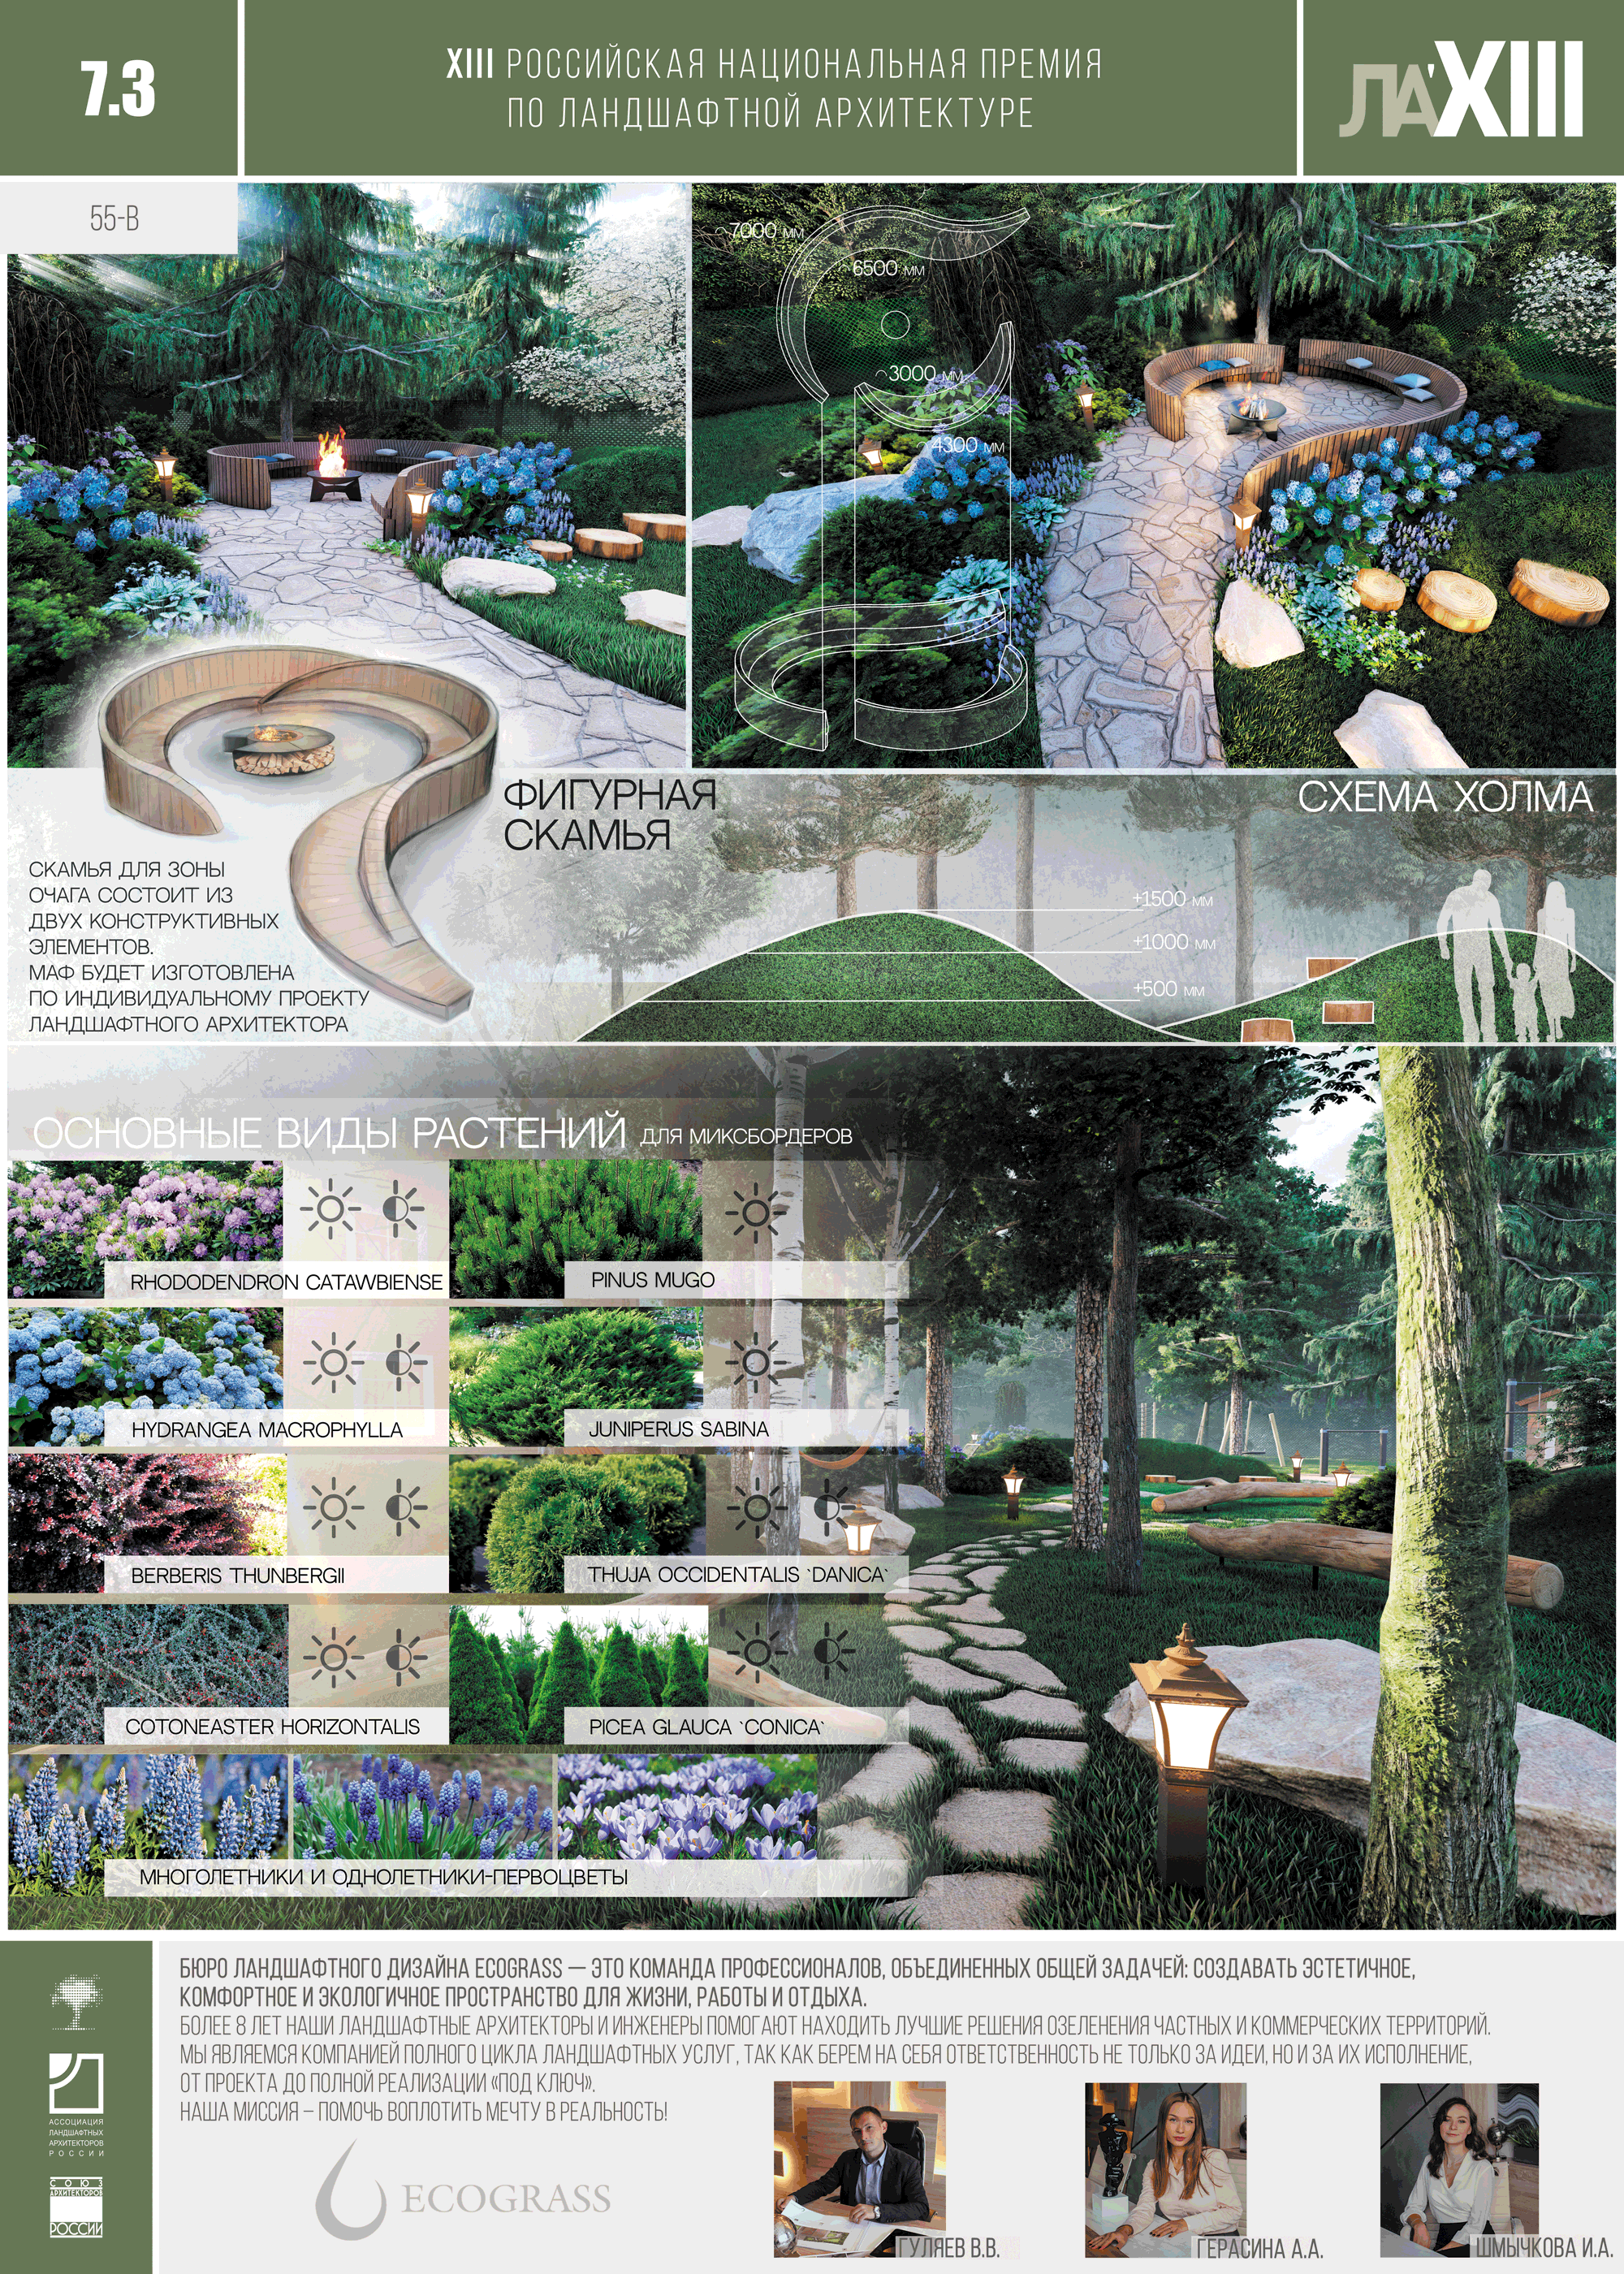 7.3
XIII РОССИЙСКАЯ НАЦИОНАЛЬНАЯ ПРЕМИЯ
ПО ЛАНДШАФТНОЙ АРХИТЕКТУРЕ
ЛА'XIII
55-В
⌒7000 мм
⌒6500 мм
⌒3000 мм
⌒4300 мм
ФИГУРНАЯ
СКАМЬЯ
СКАМЬЯ ДЛЯ ЗОНЫ
ОЧАГА СОСТОИТ ИЗ
ДВУХ КОНСТРУКТИВНЫХ
ЭЛЕМЕНТОВ.
МАФ БУДЕТ ИЗГОТОВЛЕНА
ПО ИНДИВИДУАЛЬНОМУ ПРОЕКТУ
ЛАНДШАФТНОГО АРХИТЕКТОРА
СХЕМА ХОЛМА
+1500 мм
+1000 мм
+500 мм
ОСНОВНЫЕ ВИДЫ РАСТЕНИЙ ДЛЯ МИКСБОРДЕРОВ
RHODODENDRON CATAWBIENSE
PINUS MUGO
HYDRANGEA MACROPHYLLA
JUNIPERUS SABINA
BERBERIS THUNBERGII
THUJA OCCIDENTALIS `DANICA`
COTONEASTER HORIZONTALIS
PICEA GLAUCA `CONICA`
МНОГОЛЕТНИКИ И ОДНОЛЕТНИКИ-ПЕРВОЦВЕТЫ
БЮРО ЛАНДШАФТНОГО ДИЗАЙНА ECOGRASS — ЭТО КОМАНДА ПРОФЕССИОНАЛОВ, ОБЪЕДИНЕННЫХ ОБЩЕЙ ЗАДАЧЕЙ: СОЗДАВАТЬ ЭСТЕТИЧНОЕ,
КОМФОРТНОЕ И ЭКОЛОГИЧНОЕ ПРОСТРАНСТВО ДЛЯ ЖИЗНИ, РАБОТЫ И ОТДЫХА.
БОЛЕЕ 8 ЛЕТ НАШИ ЛАНДШАФТНЫЕ АРХИТЕКТОРЫ И ИНЖЕНЕРЫ ПОМОГАЮТ НАХОДИТЬ ЛУЧШИЕ РЕШЕНИЯ ОЗЕЛЕНЕНИЯ ЧАСТНЫХ И КОММЕРЧЕСКИХ ТЕРРИТОРИЙ.
МЫ ЯВЛЯЕМСЯ КОМПАНИЕЙ ПОЛНОГО ЦИКЛА ЛАНДШАФТНЫХ УСЛУГ, ТАК КАК БЕРЕМ НА СЕБЯ ОТВЕТСТВЕННОСТЬ НЕ ТОЛЬКО ЗА ИДЕИ, НО И ЗА ИХ ИСПОЛНЕНИЕ,
ОТ ПРОЕКТА ДО ПОЛНОЙ РЕАЛИЗАЦИИ «ПОД КЛЮЧ».
НАША МИССИЯ – ПОМОЧЬ ВОПЛОТИТЬ МЕЧТУ В РЕАЛЬНОСТЬ!
ECOGRASS
ГУЛЯЕВ В.В.
ГЕРАСИНА А.А.
ШМЫЧКОВА И.А.
АССОЦИАЦИЯ
ЛАНДШАФТНЫХ
АРХИТЕКТОРОВ
РОССИИ
СОЮЗ
АРХИТЕКТОРОВ
РОССИИ